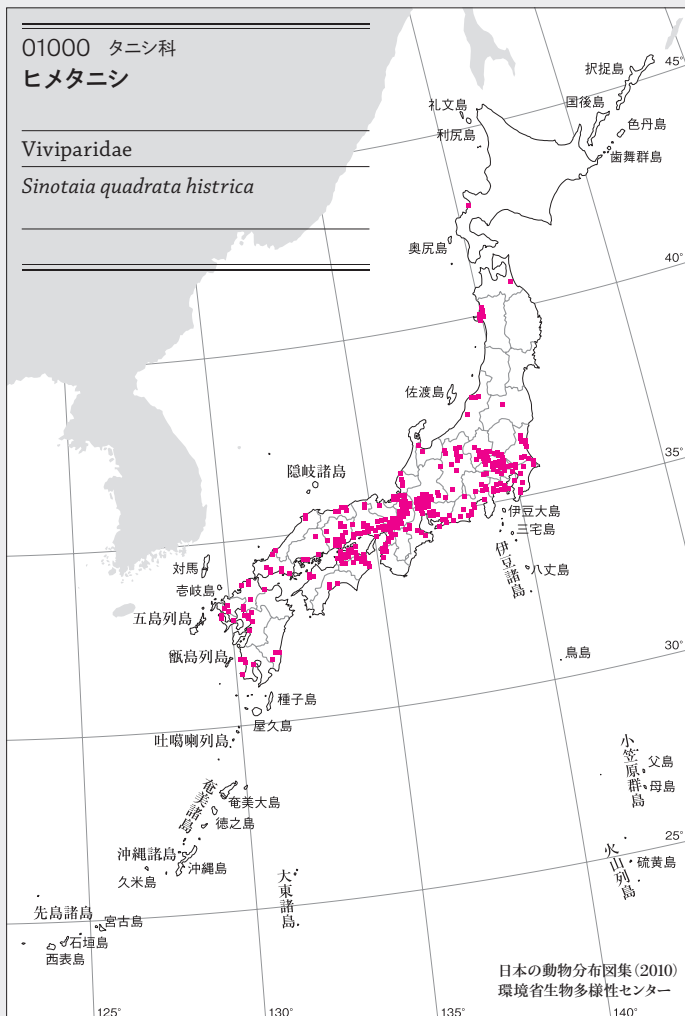 01000 タニシ科
ヒメタニシ
Viviparidae
Sinotaia quadrata histrica
45°
択捉島
国後島
礼文島
色丹島
利尻島
歯舞群島
奥尻島
40°
佐渡島
35°
隠岐諸島
伊豆大島
三宅島
伊豆諸島
八丈島
対馬
壱岐島
五島列島
甑島列島
鳥島
30°
種子島
屋久島
吐噶喇列島
小笠原群島
父島
母島
奄美諸島
奄美大島
徳之島
25°
沖縄諸島
沖縄島
久米島
火山列島
硫黄島
大東諸島
先島諸島
宮古島
石垣島
西表島
日本の動物分布図集(2010)
環境省生物多様性センター
125°
130°
135°
140°